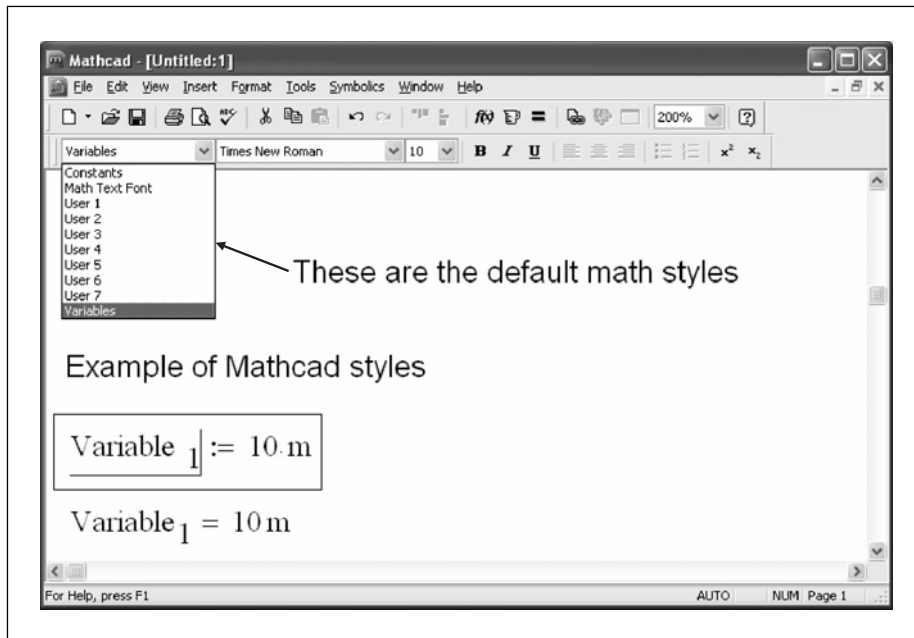 Mathcad - [Untitled:1]
File Edit View Insert Format Tools Symbolics Window Help
ABC f(x) 200% ?
Variables Times New Roman 10 B I U x² x₂
Constants
Math Text Font
User 1
User 2
User 3
User 4
User 5
User 6
User 7
Variables
These are the default math styles
Example of Mathcad styles
Variable 1 := 10·m
Variable1 = 10 m
For Help, press F1 AUTO NUM Page 1